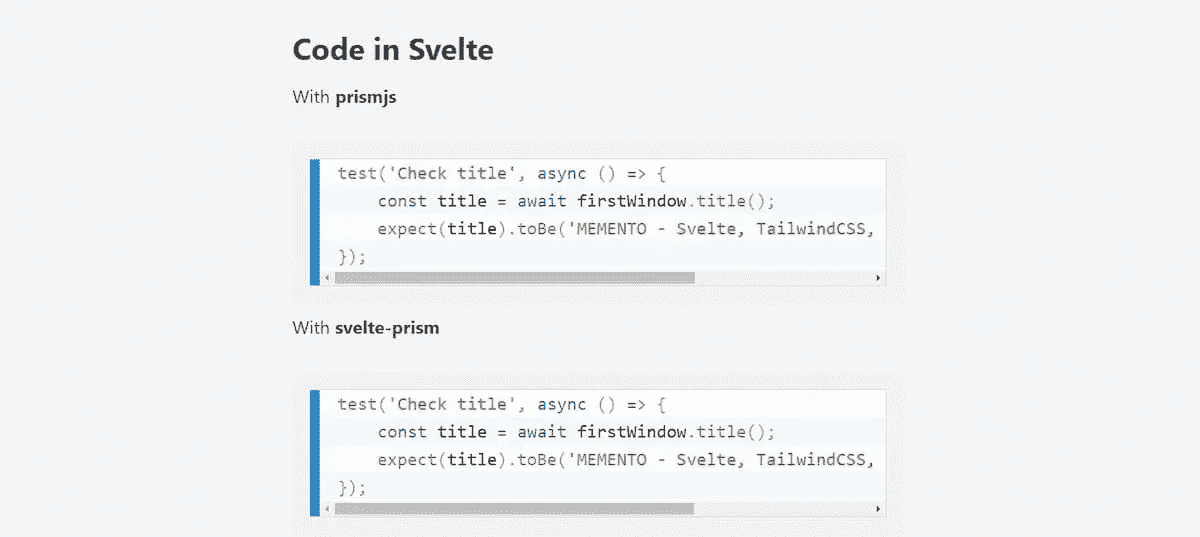 Code in Svelte
With prismjs
test('Check title', async () => {
    const title = await firstWindow.title();
    expect(title).toBe('MEMENTO - Svelte, TailwindCSS,
});
With svelte-prism
test('Check title', async () => {
    const title = await firstWindow.title();
    expect(title).toBe('MEMENTO - Svelte, TailwindCSS,
});